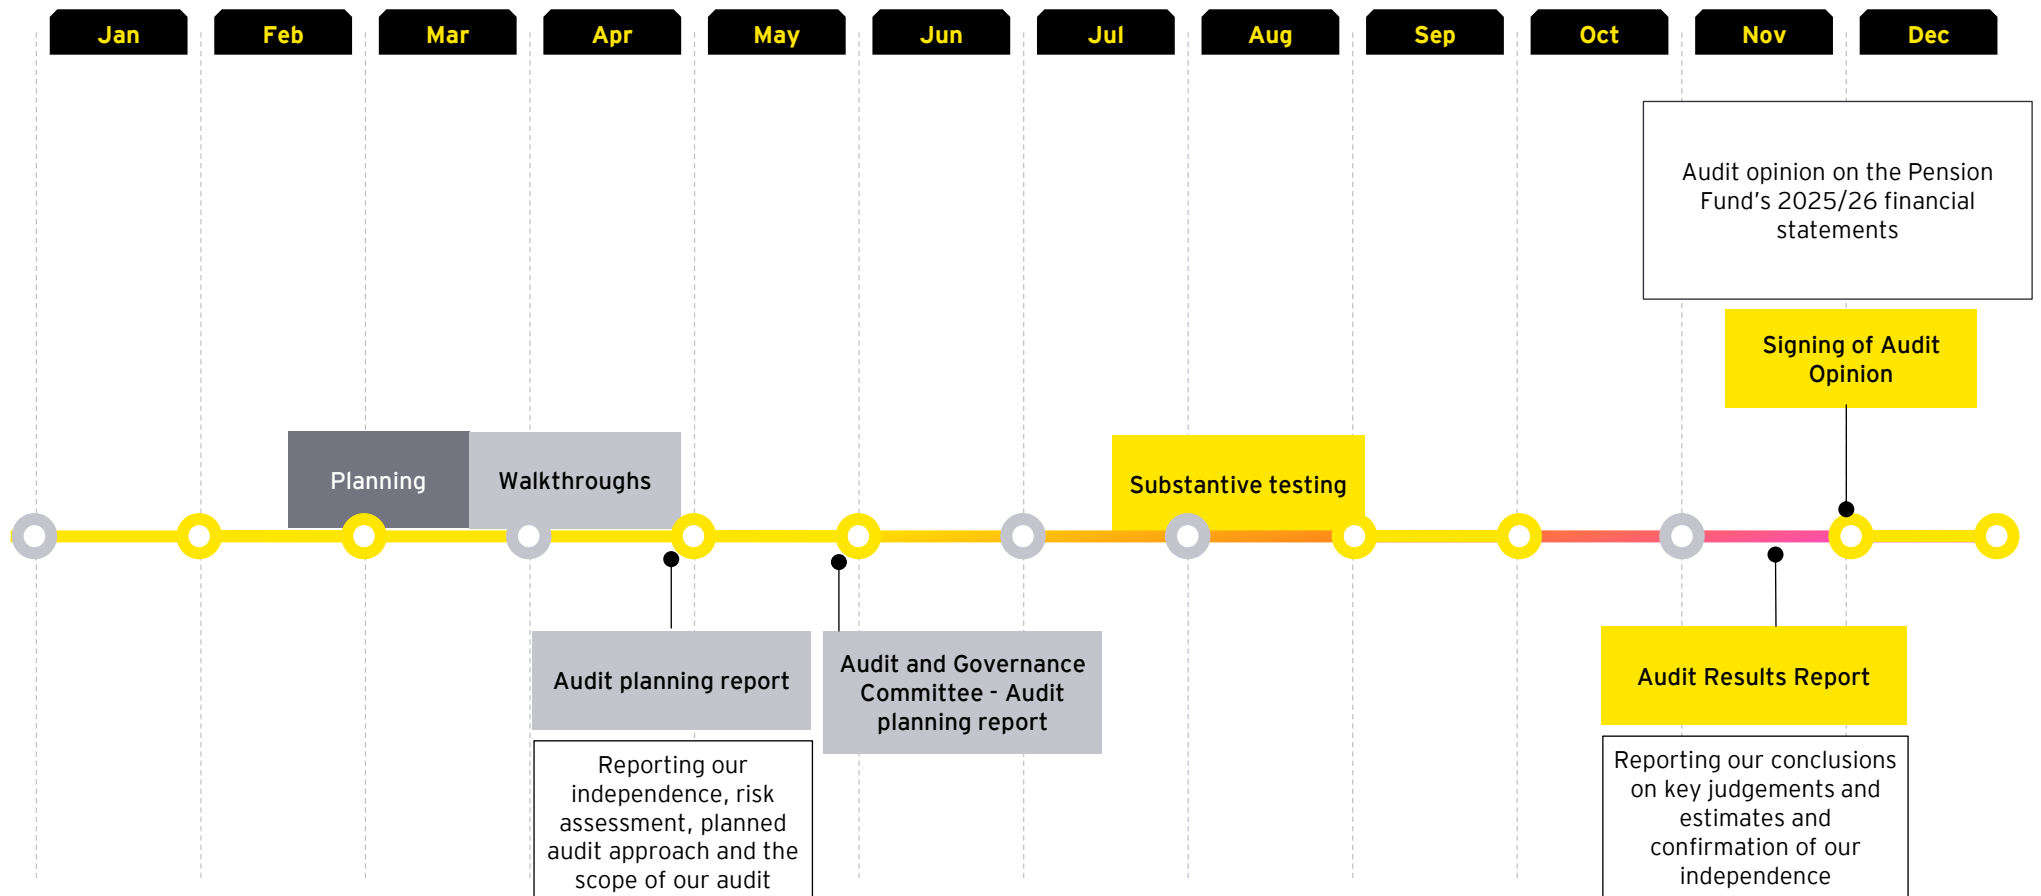 Jan
Feb
Mar
Apr
May
Jun
Jul
Aug
Sep
Oct
Nov
Dec
Audit opinion on the Pension
Fund's 2025/26 financial
statements
Signing of Audit
Opinion
Planning
Walkthroughs
Substantive testing
Audit planning report
Reporting our
independence, risk
assessment, planned
audit approach and the
scope of our audit
Audit and Governance
Committee - Audit
planning report
Audit Results Report
Reporting our conclusions
on key judgements and
estimates and
confirmation of our
independence